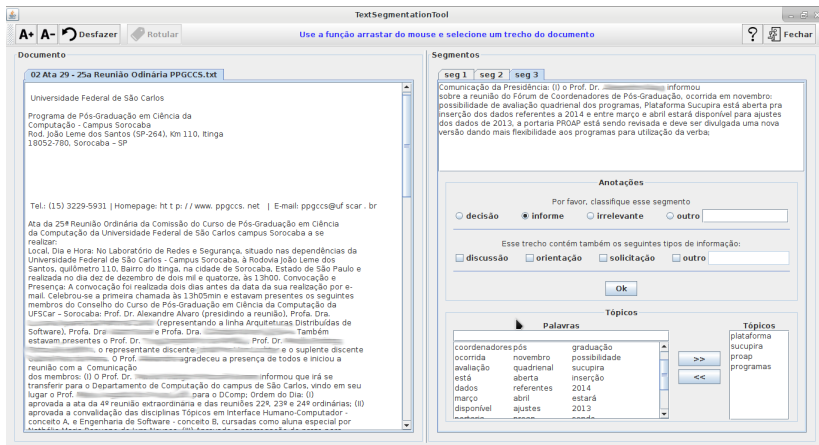 TextSegmentationTool
A+ A- Desfazer Rotular Use a função arrastar do mouse e selecione um trecho do documento ? Fechar
Documento
02 Ata 29 - 25a Reunião Odinária PPGCCS.txt
Universidade Federal de São Carlos
Programa de Pós-Graduação em Ciência da
Computação - Campus Sorocaba
Rod. João Leme dos Santos (SP-264), Km 110, Itinga
18052-780, Sorocaba – SP
Tel.: (15) 3229-5931 | Homepage: ht t p: / / www. ppgccs. net | E-mail: ppgccs@uf scar . br
Ata da 25ª Reunião Ordinária da Comissão do Curso de Pós-Graduação em Ciência
da Computação da Universidade Federal de São Carlos campus Sorocaba a se
realizar:
Local, Dia e Hora: No Laboratório de Redes e Segurança, situado nas dependências da
Universidade Federal de São Carlos - Campus Sorocaba, à Rodovia João Leme dos
Santos, quilômetro 110, Bairro do Itinga, na cidade de Sorocaba, Estado de São Paulo e
realizada no dia dez de dezembro de dois mil e quatorze, às 13h00. Convocação e
Presença: A convocação foi realizada dois dias antes da data da sua realização por e-
mail. Celebrou-se a primeira chamada às 13h05min e estavam presentes os seguintes
membros do Conselho do Curso de Pós-Graduação em Ciência da Computação da
UFSCar – Sorocaba: Prof. Dr. Alexandre Alvaro (presidindo a reunião), Profa. Dra.
(representando a linha Arquiteturas Distribuídas de
Software), Profa. Dra e Profa. Dra. Também
estavam presentes o Prof. Dr. Prof. Dr.
, o representante discente e o suplente discente
O Prof. agradeceu a presença de todos e iniciou a
reunião com a Comunicação
dos membros: (I) O Prof. Dr. informou que irá se
transferir para o Departamento de Computação do campus de São Carlos, vindo em seu
lugar o Prof. para o DComp; Ordem do Dia: (I)
aprovada a ata da 4ª reunião extraordinária e das reuniões 22ª, 23ª e 24ª ordinárias; (II)
aprovada a convalidação das disciplinas Tópicos em Interface Humano-Computador -
conceito A, e Engenharia de Software - conceito B, cursadas como aluna especial por
Segmentos
seg 1 seg 2 seg 3
Comunicação da Presidência: (I) o Prof. Dr. informou
sobre a reunião do Fórum de Coordenadores de Pós-Graduação, ocorrida em novembro:
possibilidade de avaliação quadrienal dos programas, Plataforma Sucupira está aberta pra
inserção dos dados referentes a 2014 e entre março e abril estará disponível para ajustes
dos dados de 2013, a portaria PROAP está sendo revisada e deve ser divulgada uma nova
versão dando mais flexibilidade aos programas para utilização da verba;
Anotações
Por favor, classifique esse segmento
decisão informe irrelevante outro
Esse trecho contém também os seguintes tipos de informação:
discussão orientação solicitação outro
Ok
Tópicos
Palavras
coordenadores pós graduação
ocorrida novembro possibilidade
avaliação quadrienal sucupira
está aberta inserção
dados referentes 2014
março abril estará
disponível ajustes 2013
portaria proap sendo
>>
<<
Tópicos
plataforma
sucupira
proap
programas